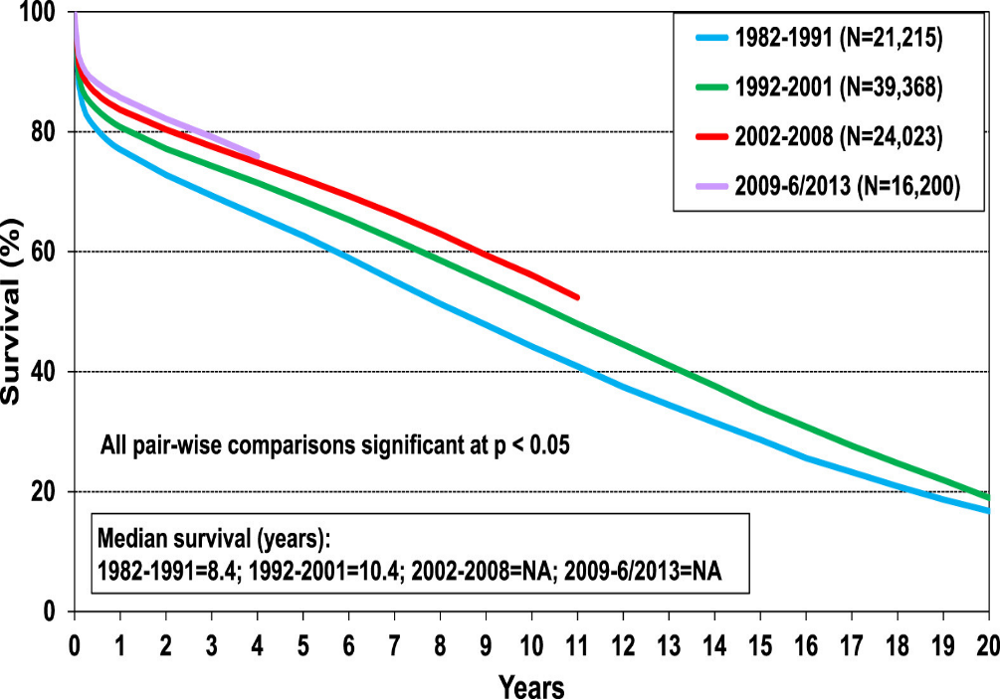 100
80
60
40
20
0
Survival (%)
1982-1991 (N=21,215)
1992-2001 (N=39,368)
2002-2008 (N=24,023)
2009-6/2013 (N=16,200)
All pair-wise comparisons significant at p < 0.05
Median survival (years):
1982-1991=8.4; 1992-2001=10.4; 2002-2008=NA; 2009-6/2013=NA
0 1 2 3 4 5 6 7 8 9 10 11 12 13 14 15 16 17 18 19 20
Years